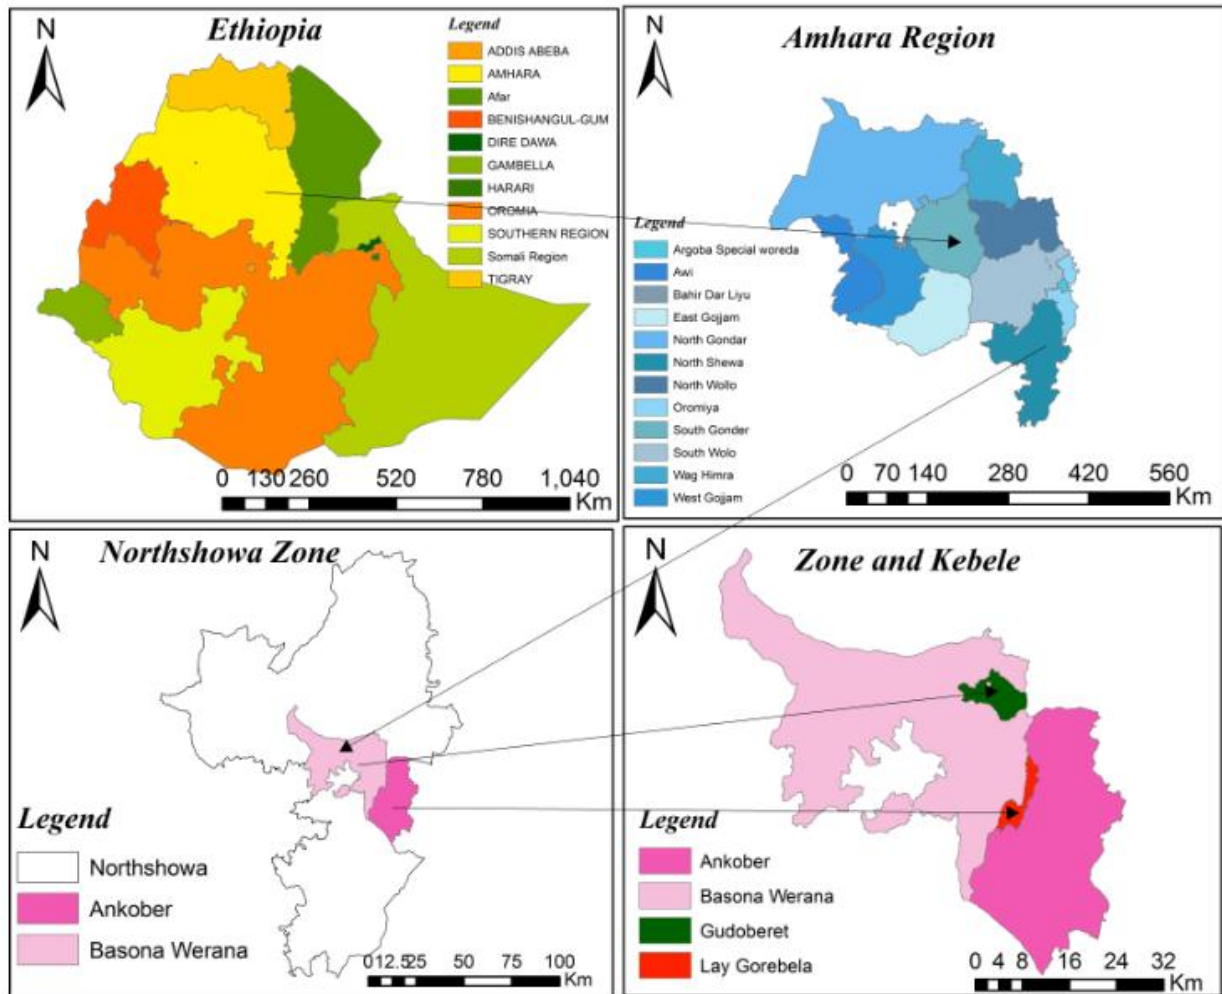 N
Ethiopia
Legend
ADDIS ABEBA
AMHARA
Afar
BENISHANGUL-GUM
DIRE DAWA
GAMBELLA
HARARI
OROMIA
SOUTHERN REGION
Somali Region
TIGRAY
0 130 260 520 780 1,040
Km
N
Amhara Region
Legend
Argoba Special woreda
Awi
Bahir Dar Liyu
East Gojjam
North Gondar
North Shewa
North Wollo
Oromiya
South Gonder
South Wolo
Wag Himra
West Gojjam
0 70 140 280 420 560
Km
N
Northshowa Zone
Legend
Northshowa
Ankober
Basona Werana
0 12.5 25 50 75 100
Km
N
Zone and Kebele
Legend
Ankober
Basona Werana
Gudoberet
Lay Gorebela
0 4 8 16 24 32
Km